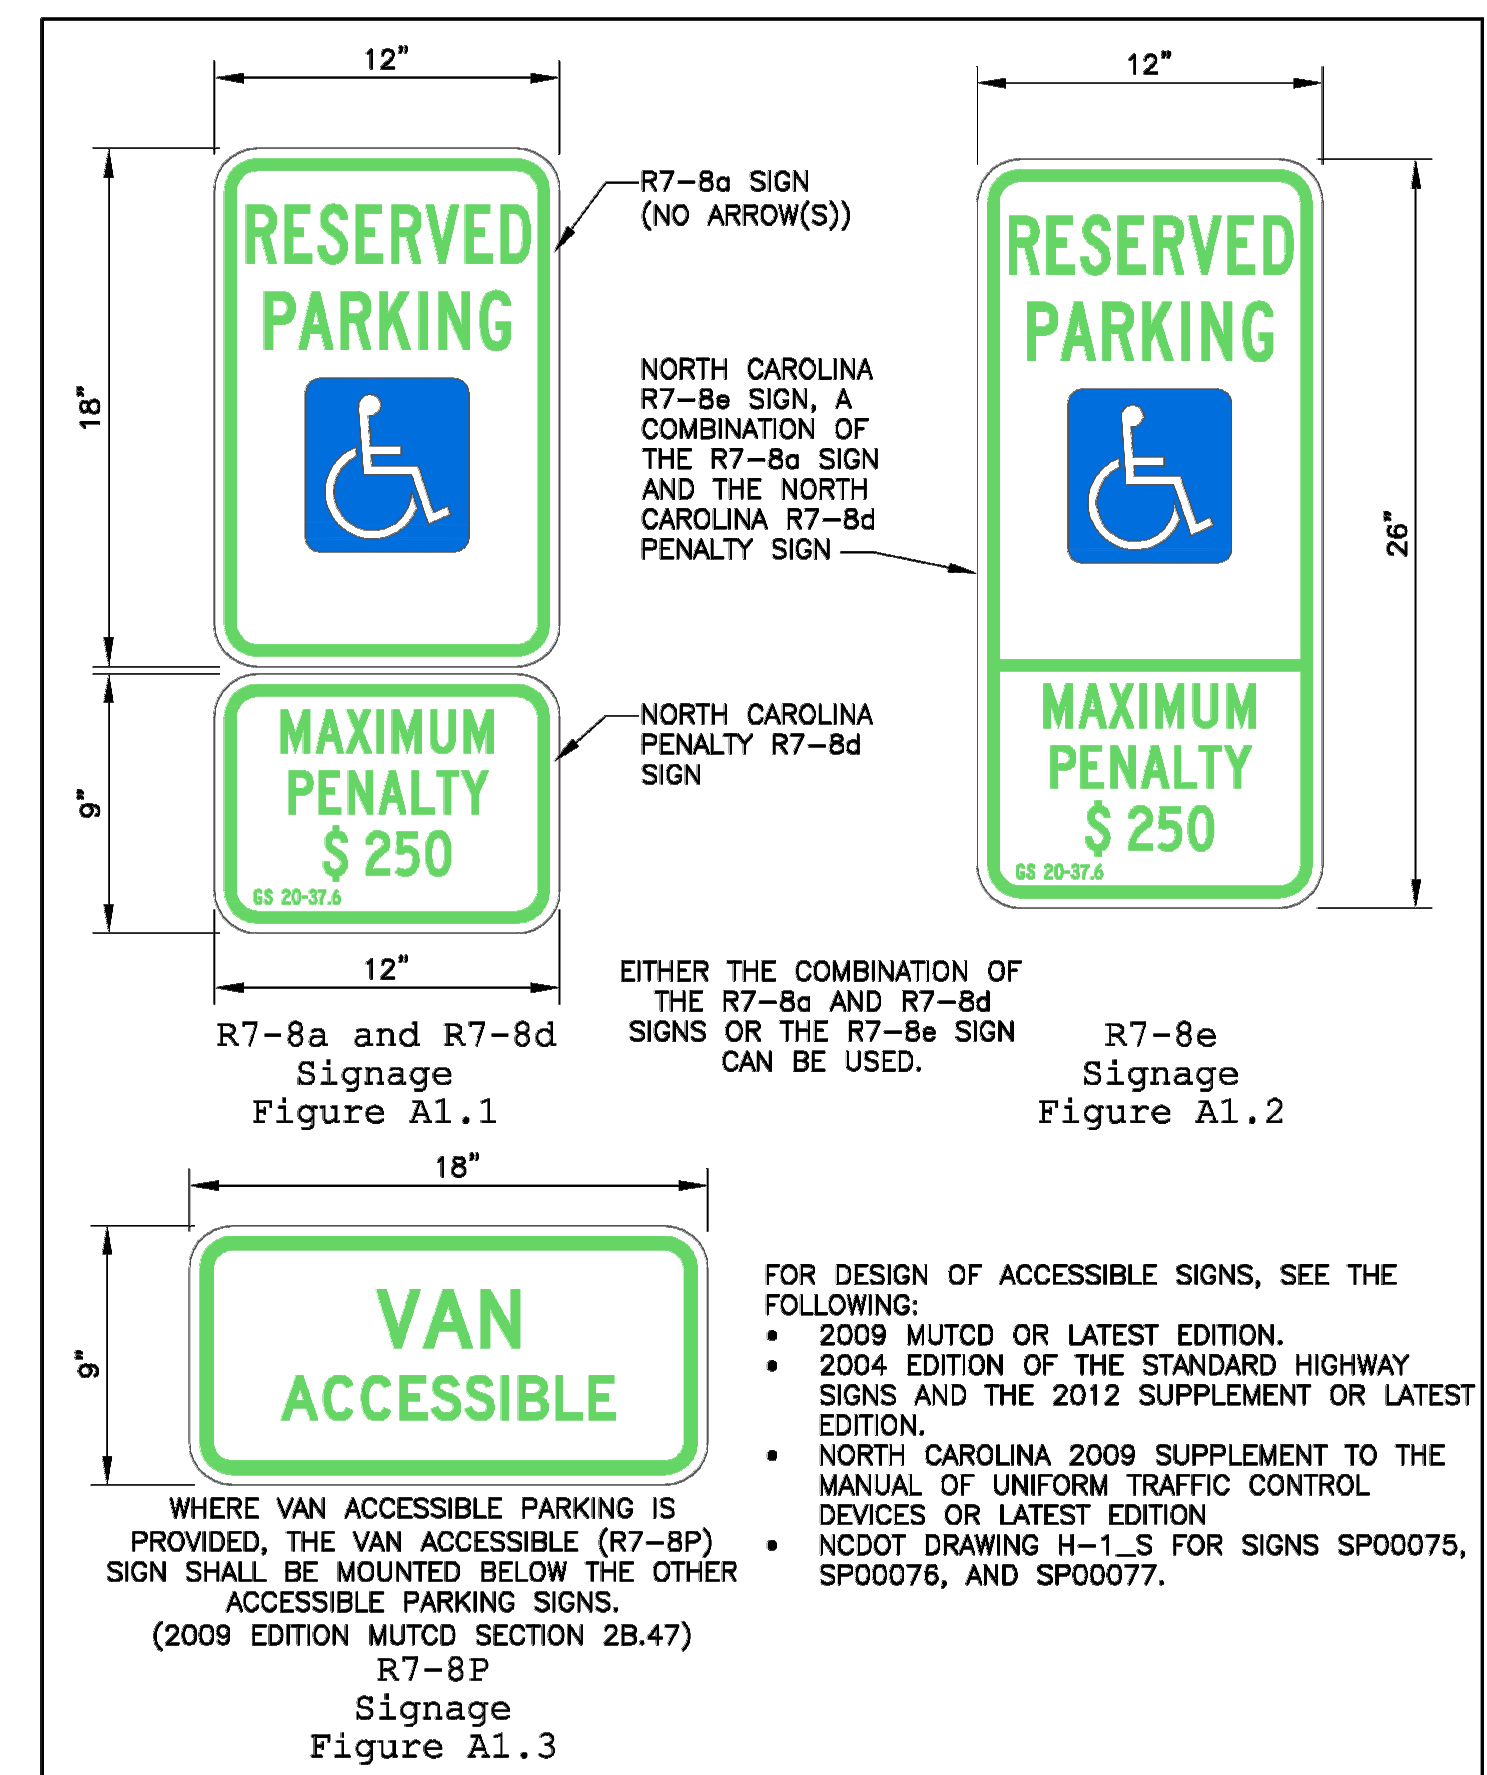 12"
18"
RESERVED
PARKING
R7-8a SIGN
(NO ARROW(S))
9"
MAXIMUM
PENALTY
$ 250
GS 20-37.6
NORTH CAROLINA
PENALTY R7-8d
SIGN
12"
R7-8a and R7-8d
Signage
Figure A1.1
NORTH CAROLINA
R7-8e SIGN, A
COMBINATION OF
THE R7-8a SIGN
AND THE NORTH
CAROLINA R7-8d
PENALTY SIGN
12"
26"
RESERVED
PARKING
MAXIMUM
PENALTY
$ 250
GS 20-37.6
EITHER THE COMBINATION OF
THE R7-8a AND R7-8d
SIGNS OR THE R7-8e SIGN
CAN BE USED.
R7-8e
Signage
Figure A1.2
18"
9"
VAN
ACCESSIBLE
WHERE VAN ACCESSIBLE PARKING IS
PROVIDED, THE VAN ACCESSIBLE (R7-8P)
SIGN SHALL BE MOUNTED BELOW THE OTHER
ACCESSIBLE PARKING SIGNS.
(2009 EDITION MUTCD SECTION 2B.47)
R7-8P
Signage
Figure A1.3
FOR DESIGN OF ACCESSIBLE SIGNS, SEE THE
FOLLOWING:
• 2009 MUTCD OR LATEST EDITION.
• 2004 EDITION OF THE STANDARD HIGHWAY
SIGNS AND THE 2012 SUPPLEMENT OR LATEST
EDITION.
• NORTH CAROLINA 2009 SUPPLEMENT TO THE
MANUAL OF UNIFORM TRAFFIC CONTROL
DEVICES OR LATEST EDITION
• NCDOT DRAWING H-1_S FOR SIGNS SP00075,
SP00076, AND SP00077.